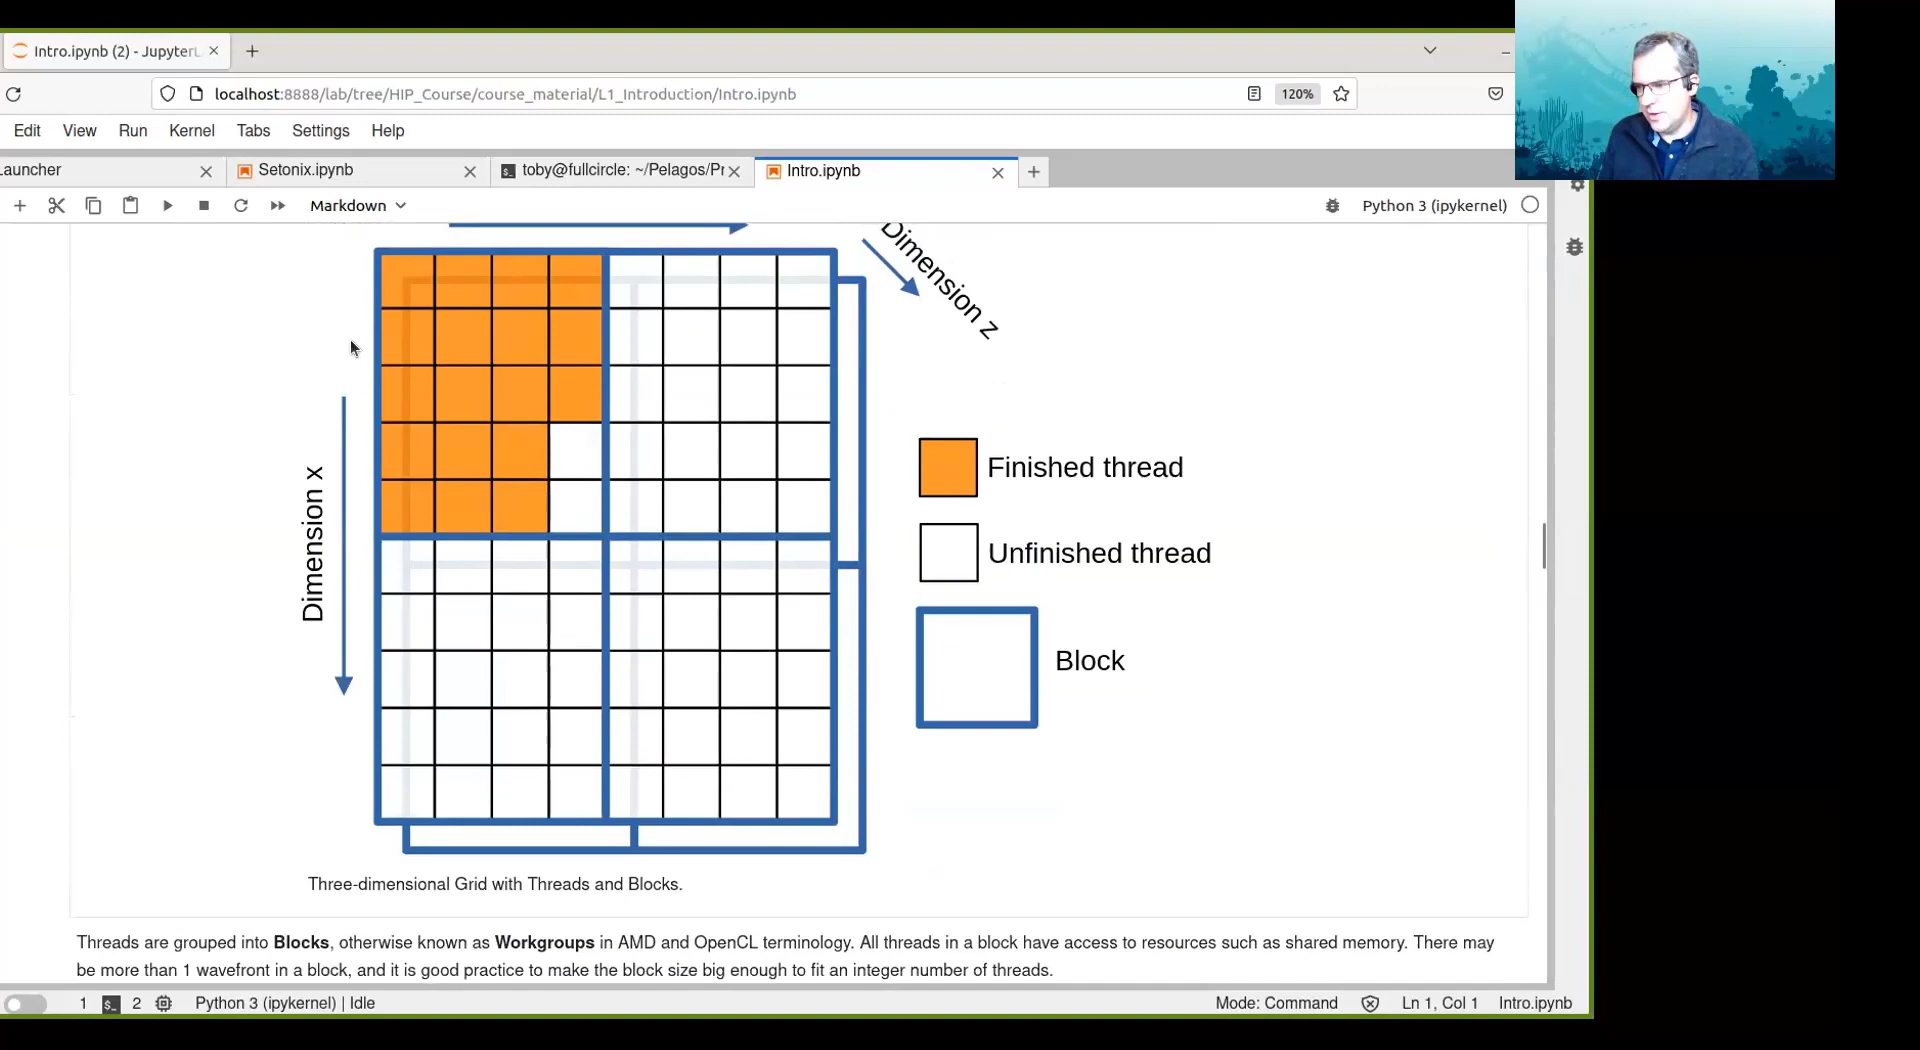 Intro.ipynb (2) - JupyterL
localhost:8888/lab/tree/HIP_Course/course_material/L1_Introduction/Intro.ipynb
120%
Edit View Run Kernel Tabs Settings Help
Launcher
Setonix.ipynb
toby@fullcircle: ~/Pelagos/Pr
Intro.ipynb
Markdown
Python 3 (ipykernel)
Dimension z
Dimension x
Finished thread
Unfinished thread
Block
Three-dimensional Grid with Threads and Blocks.
Threads are grouped into Blocks, otherwise known as Workgroups in AMD and OpenCL terminology. All threads in a block have access to resources such as shared memory. There may
be more than 1 wavefront in a block, and it is good practice to make the block size big enough to fit an integer number of threads.
1 2 Python 3 (ipykernel) | Idle
Mode: Command Ln 1, Col 1 Intro.ipynb